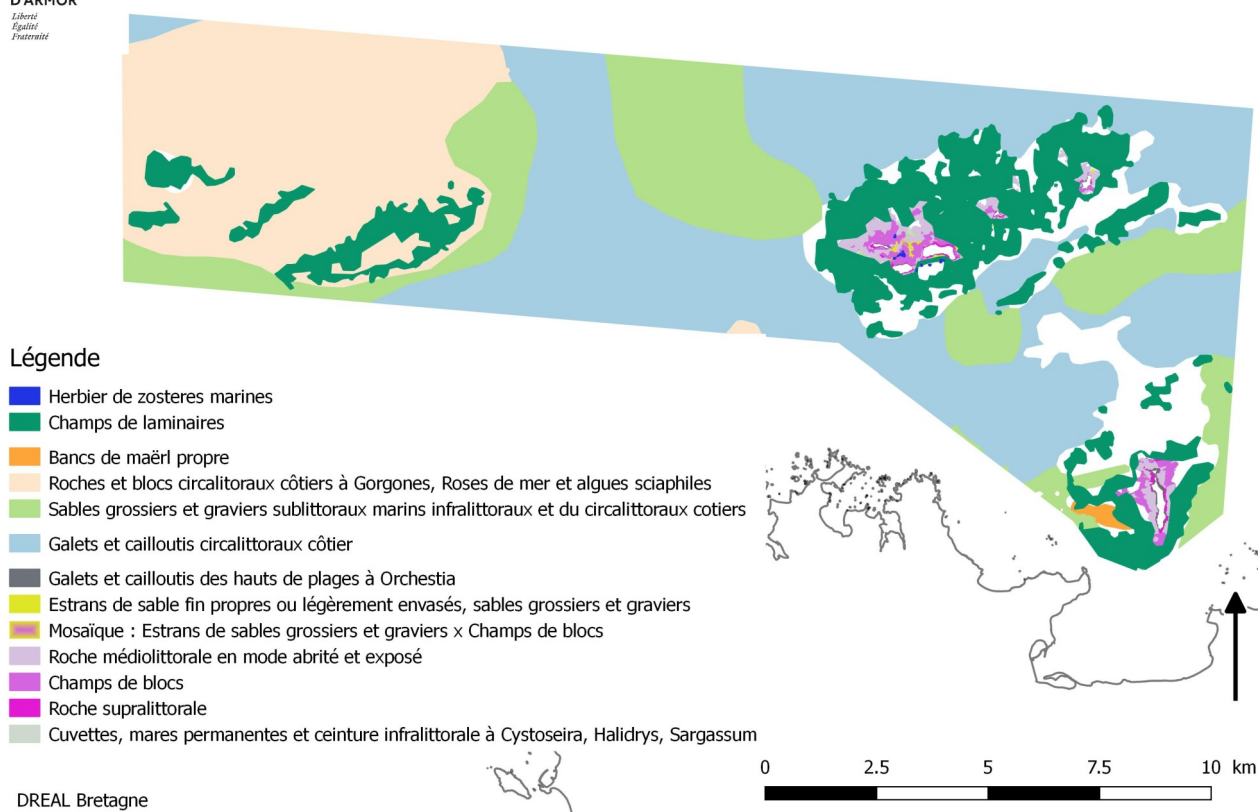 D'ARMOR
Liberté
Égalité
Fraternité
Légende
Herbier de zosteres marines
Champs de laminaires
Bancs de maërl propre
Roches et blocs circalitoraux côtiers à Gorgones, Roses de mer et algues sciaphiles
Sables grossiers et graviers sublittoraux marins infralittoraux et du circalittoraux cotiers
Galets et cailloutis circalittoraux côtier
Galets et cailloutis des hauts de plages à Orchestia
Estrans de sable fin propres ou légèrement envasés, sables grossiers et graviers
Mosaïque : Estrans de sables grossiers et graviers x Champs de blocs
Roche médiolittorale en mode abrité et exposé
Champs de blocs
Roche supralittorale
Cuvettes, mares permanentes et ceinture infralittorale à Cystoseira, Halidrys, Sargassum
0 2.5 5 7.5 10 km
DREAL Bretagne